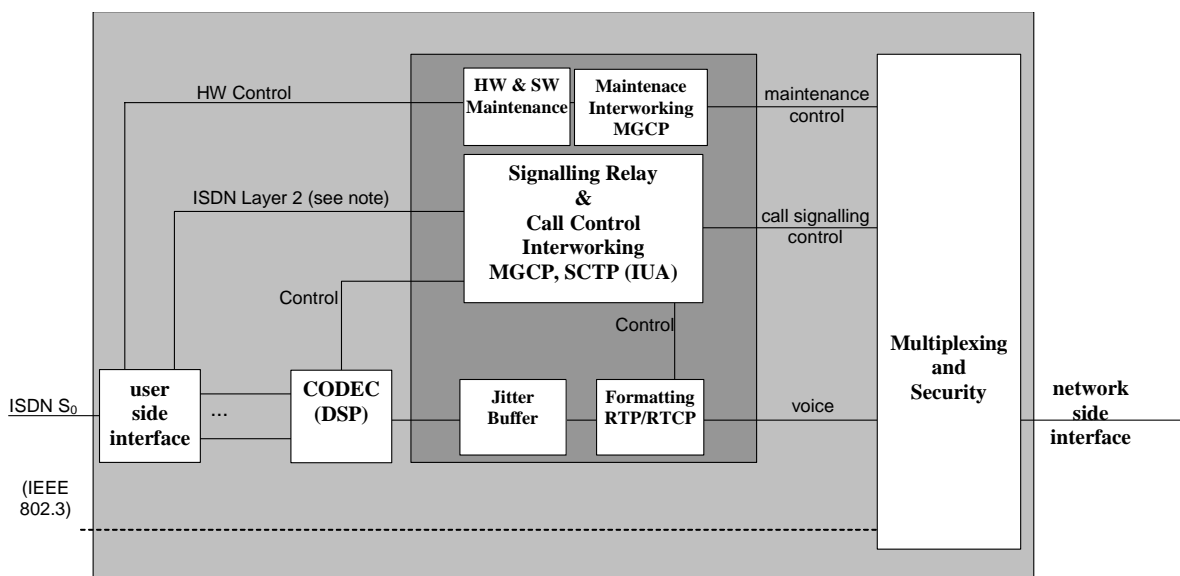 HW Control
HW & SW
Maintenance
Maintenace
Interworking
MGCP
maintenance
control
ISDN Layer 2 (see note)
Signalling Relay
&
Call Control
Interworking
MGCP, SCTP (IUA)
call signalling
control
Control
Control
Multiplexing
and
Security
ISDN S₀
user
side
interface
...
CODEC
(DSP)
Jitter
Buffer
Formatting
RTP/RTCP
voice
network
side
interface
(IEEE
802.3)